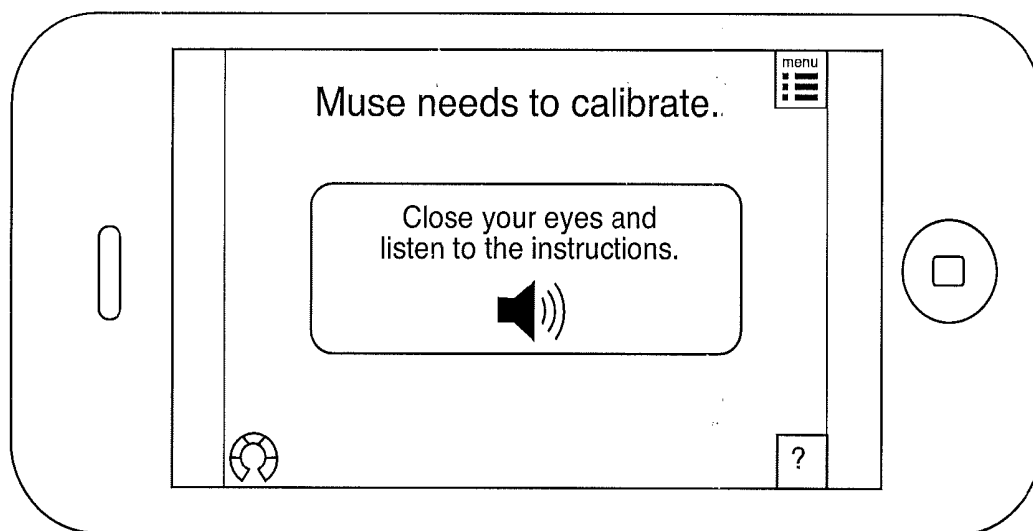 menu
Muse needs to calibrate.
Close your eyes and
listen to the instructions.
?